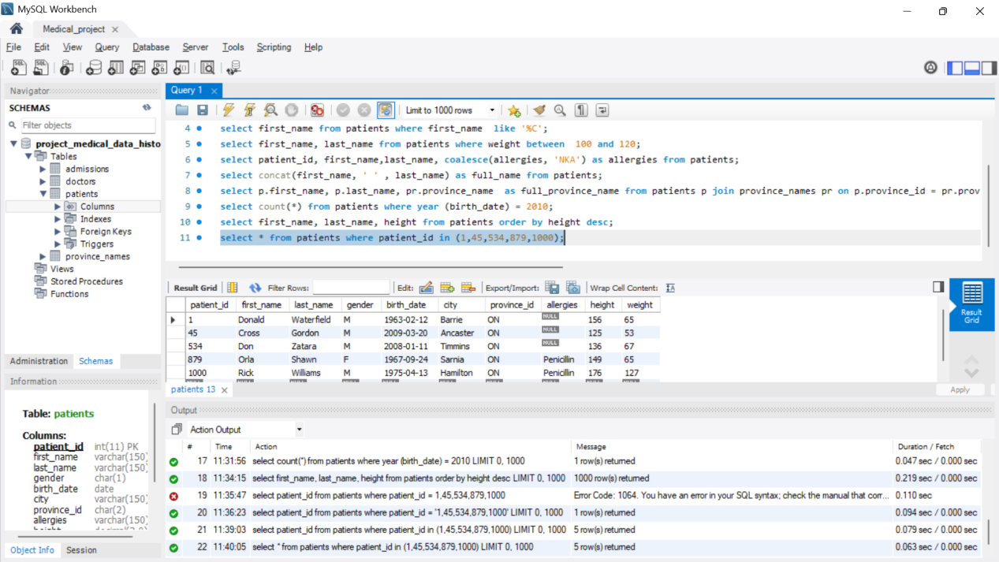 MySQL Workbench
Medical_project
File Edit View Query Database Server Tools Scripting Help
Navigator
SCHEMAS
Filter objects
project_medical_data_histo
Tables
admissions
doctors
patients
Columns
Indexes
Foreign Keys
Triggers
province_names
Views
Stored Procedures
Functions
Administration Schemas
Information
Table: patients
Columns:
patient_id int(11) PK
first_name varchar(150)
last_name varchar(150)
gender char(1)
birth_date date
city varchar(150)
province_id char(2)
allergies varchar(150)
Object Info Session
Query 1
Limit to 1000 rows
4 select first_name from patients where first_name like '%C';
5 select first_name, last_name from patients where weight between 100 and 120;
6 select patient_id, first_name,last_name, coalesce(allergies, 'NKA') as allergies from patients;
7 select concat(first_name, ' ' , last_name) as full_name from patients;
8 select p.first_name, p.last_name, pr.province_name as full_province_name from patients p join province_names pr on p.province_id = pr.prov
9 select count(*) from patients where year (birth_date) = 2010;
10 select first_name, last_name, height from patients order by height desc;
11 select * from patients where patient_id in (1,45,534,879,1000);
Result Grid Filter Rows: Edit: Export/Import: Wrap Cell Content:
patient_id first_name last_name gender birth_date city province_id allergies height weight
1 Donald Waterfield M 1963-02-12 Barrie ON NULL 156 65
45 Cross Gordon M 2009-03-20 Ancaster ON NULL 125 53
534 Don Zatara M 2008-01-11 Timmins ON NULL 136 67
879 Orla Shawn F 1967-09-24 Sarnia ON Penicillin 149 65
1000 Rick Williams M 1975-04-13 Hamilton ON Penicillin 176 127
Result
Grid
patients 13
Apply
Output
Action Output
# Time Action Message Duration / Fetch
17 11:31:56 select count(*) from patients where year (birth_date) = 2010 LIMIT 0, 1000 1 row(s) returned 0.047 sec / 0.000 sec
18 11:34:15 select first_name, last_name, height from patients order by height desc LIMIT 0, 1000 1000 row(s) returned 0.219 sec / 0.000 sec
19 11:35:47 select patient_id from patients where patient_id = 1,45,534,879,1000 Error Code: 1064. You have an error in your SQL syntax; check the manual that corr... 0.110 sec
20 11:36:23 select patient_id from patients where patient_id = '1,45,534,879,1000' LIMIT 0, 1000 1 row(s) returned 0.094 sec / 0.000 sec
21 11:39:03 select patient_id from patients where patient_id in (1,45,534,879,1000) LIMIT 0, 1000 5 row(s) returned 0.079 sec / 0.000 sec
22 11:40:05 select * from patients where patient_id in (1,45,534,879,1000) LIMIT 0, 1000 5 row(s) returned 0.063 sec / 0.000 sec